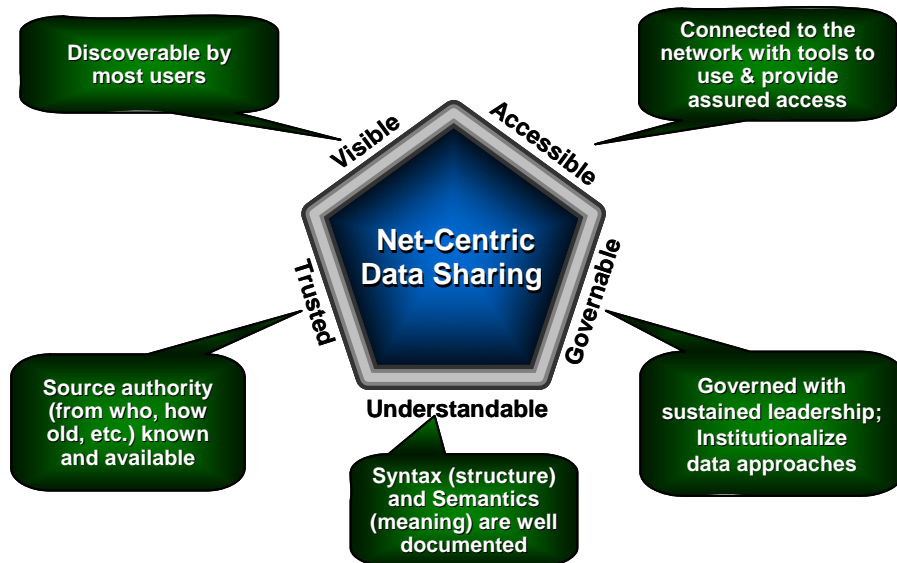 Discoverable by
most users
Connected to the
network with tools to
use & provide
assured access
Visible
Accessible
Net-Centric
Data Sharing
Trusted
Governable
Understandable
Source authority
(from who, how
old, etc.) known
and available
Syntax (structure)
and Semantics
(meaning) are well
documented
Governed with
sustained leadership;
Institutionalize
data approaches